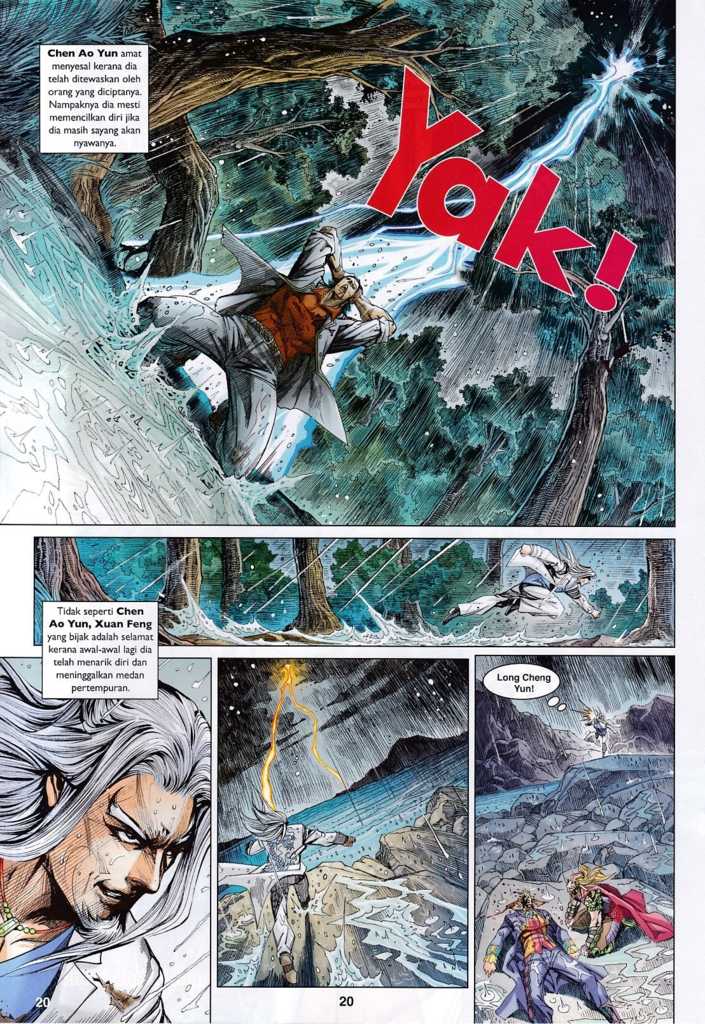 Chen Ao Yun amat
menyesal kerana dia
telah ditewaskan oleh
orang yang diciptanya.
Nampaknya dia mesti
memencilkan diri jika
dia masih sayang akan
nyawanya.
Yak!
Tidak seperti Chen
Ao Yun, Xuan Feng
yang bijak adalah selamat
kerana awal-awal lagi dia
telah menarik diri dan
meninggalkan medan
pertempuran.
Long Cheng
Yun!
20
20